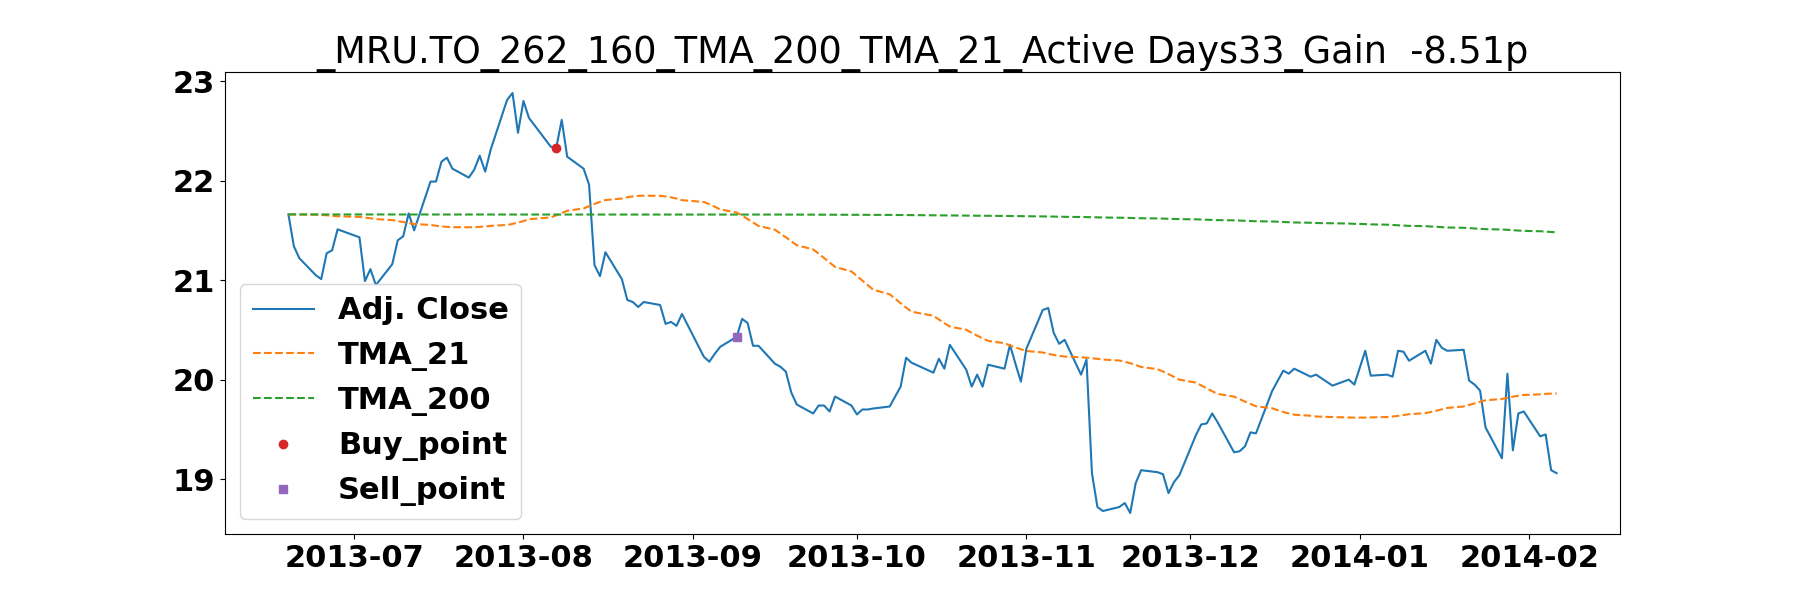 _MRU.TO_262_160_TMA_200_TMA_21_Active Days33_Gain  -8.51p
23
22
21
20
19
Adj. Close
TMA_21
TMA_200
Buy_point
Sell_point
2013-07 2013-08 2013-09 2013-10 2013-11 2013-12 2014-01 2014-02